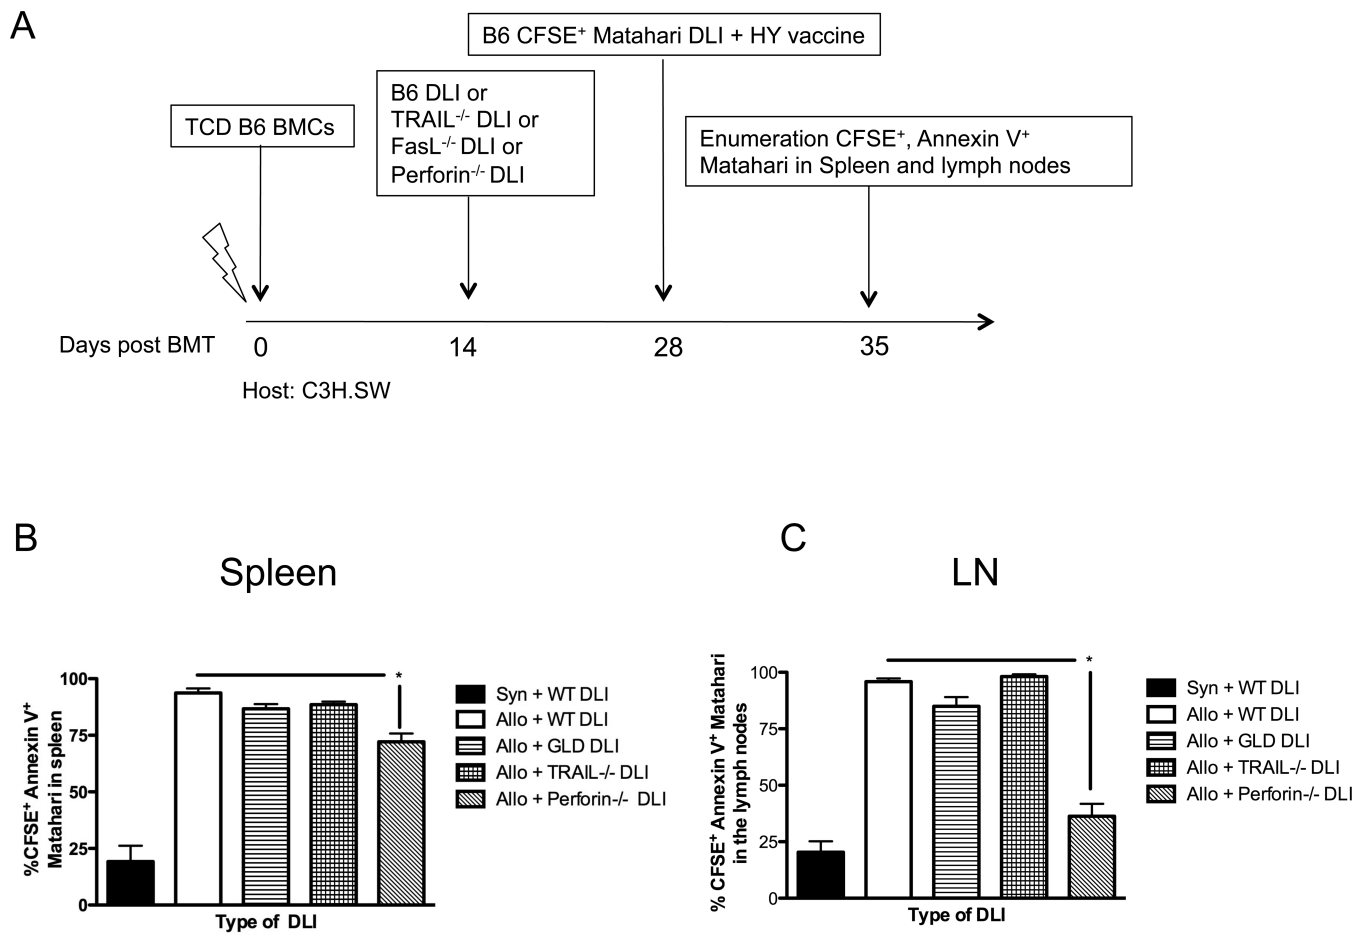 A
B6 CFSE⁺ Matahari DLI + HY vaccine
B6 DLI or
TRAIL⁻/⁻ DLI or
FasL⁻/⁻ DLI or
Perforin⁻/⁻ DLI
TCD B6 BMCs
Enumeration CFSE⁺, Annexin V⁺
Matahari in Spleen and lymph nodes
Days post BMT
0
14
28
35
Host: C3H.SW
B
Spleen
%CFSE⁺ Annexin V⁺
Matahari in spleen
100
75
50
25
0
*
Type of DLI
Syn + WT DLI
Allo + WT DLI
Allo + GLD DLI
Allo + TRAIL-/- DLI
Allo + Perforin-/- DLI
C
LN
% CFSE⁺ Annexin V⁺ Matahari
in the lymph nodes
100
75
50
25
0
*
Type of DLI
Syn + WT DLI
Allo + WT DLI
Allo + GLD DLI
Allo + TRAIL-/- DLI
Allo + Perforin-/- DLI